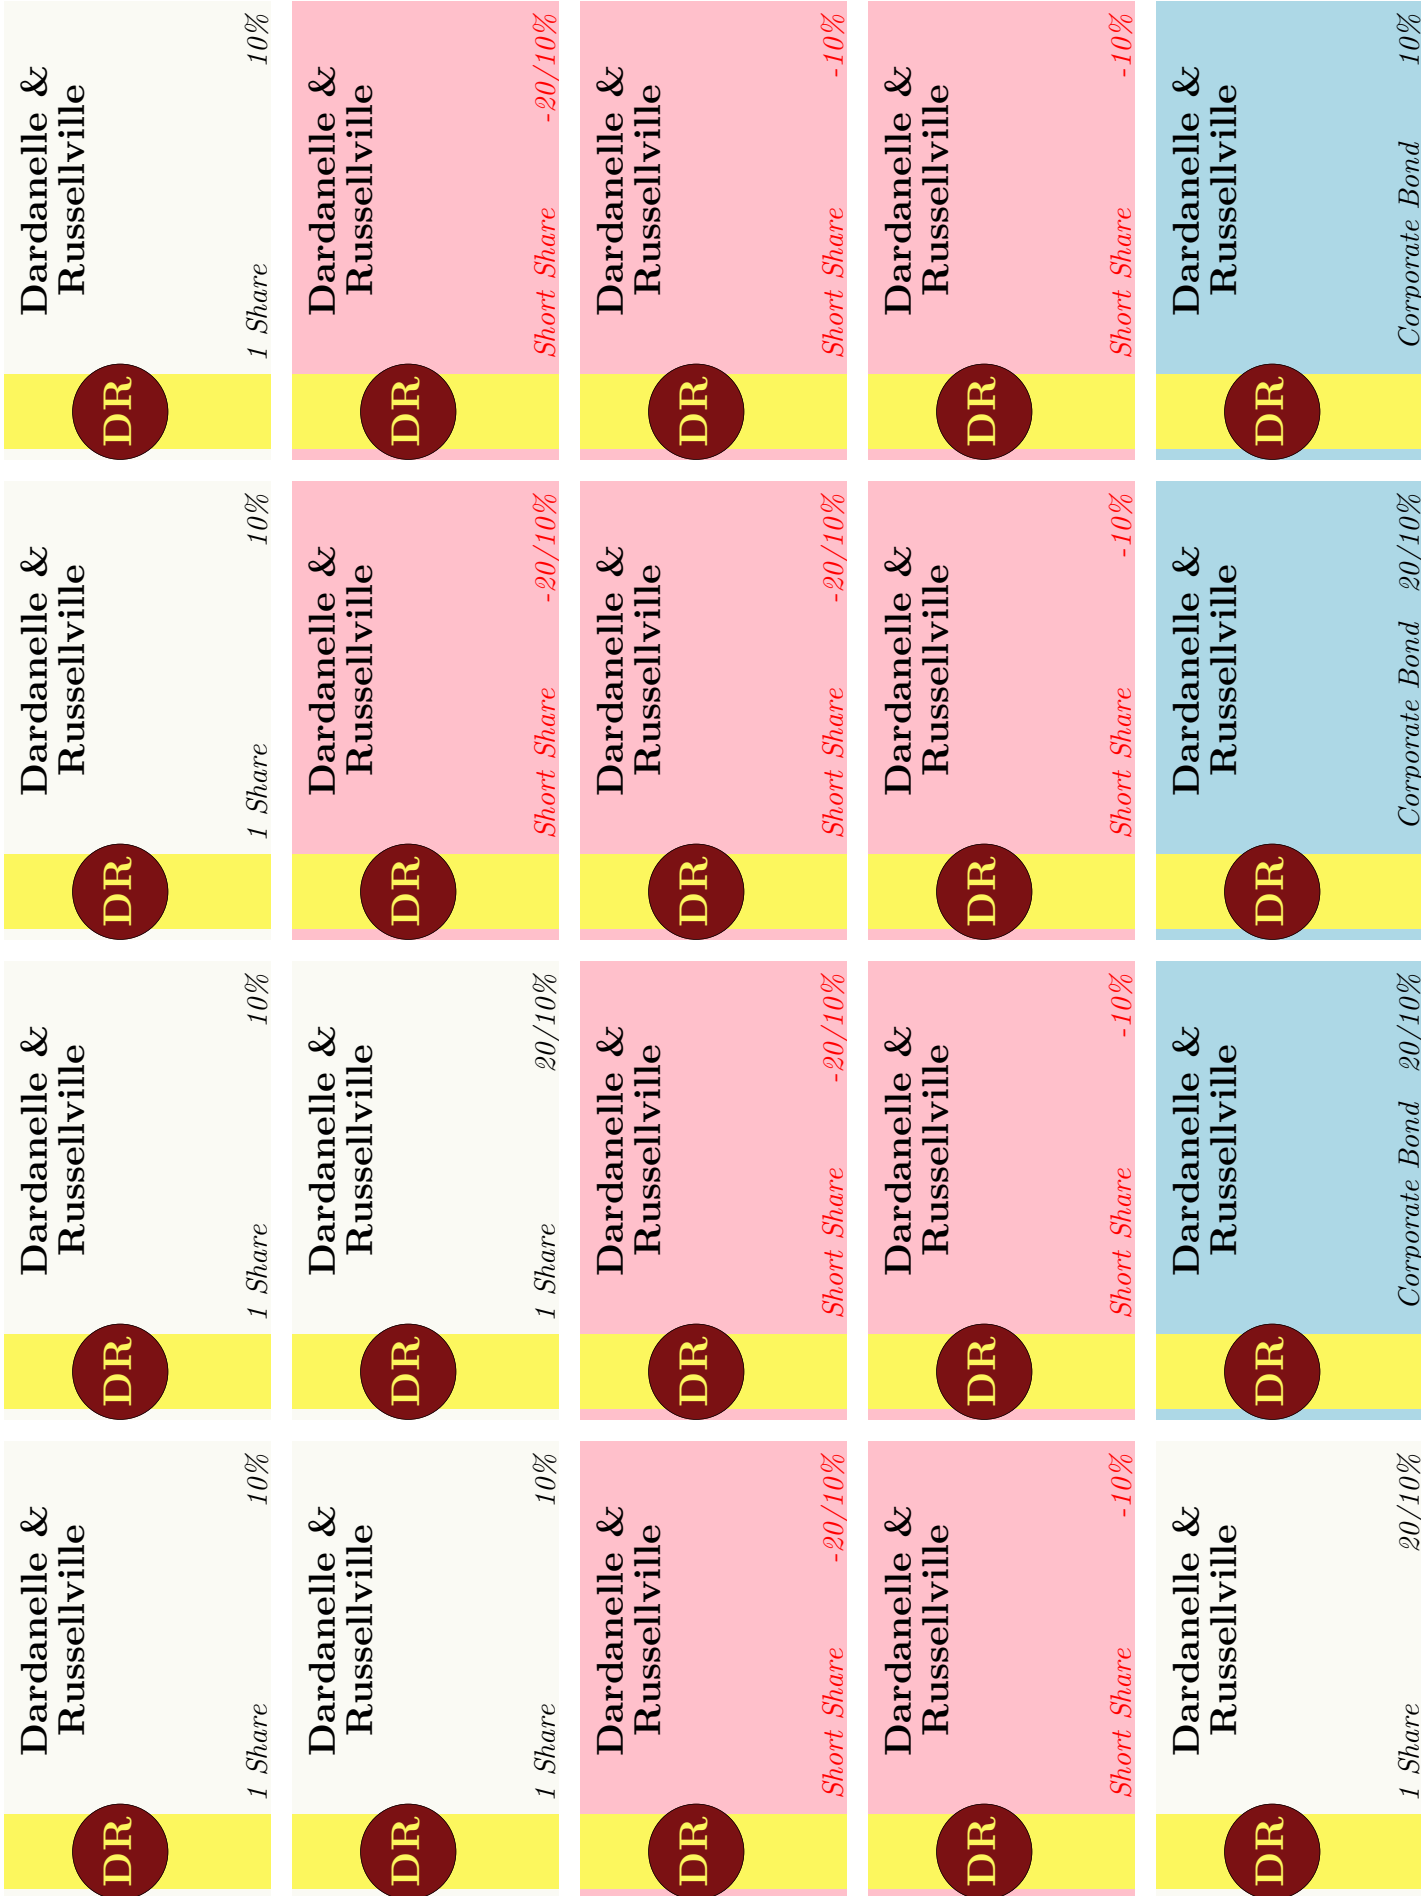 Dardanelle &
Russellville
DR
1 Share 10%
Dardanelle &
Russellville
DR
1 Share 10%
Dardanelle &
Russellville
DR
1 Share 10%
Dardanelle &
Russellville
DR
1 Share 10%
Dardanelle &
Russellville
DR
1 Share 10%
Dardanelle &
Russellville
DR
1 Share 20/10%
Dardanelle &
Russellville
DR
Short Share -20/10%
Dardanelle &
Russellville
DR
Short Share -20/10%
Dardanelle &
Russellville
DR
Short Share -20/10%
Dardanelle &
Russellville
DR
Short Share -20/10%
Dardanelle &
Russellville
DR
Short Share -20/10%
Dardanelle &
Russellville
DR
Short Share -10%
Dardanelle &
Russellville
DR
Short Share -10%
Dardanelle &
Russellville
DR
Short Share -10%
Dardanelle &
Russellville
DR
Short Share -10%
Dardanelle &
Russellville
DR
Short Share -10%
Dardanelle &
Russellville
DR
1 Share 20/10%
Dardanelle &
Russellville
DR
Corporate Bond 20/10%
Dardanelle &
Russellville
DR
Corporate Bond 20/10%
Dardanelle &
Russellville
DR
Corporate Bond 10%